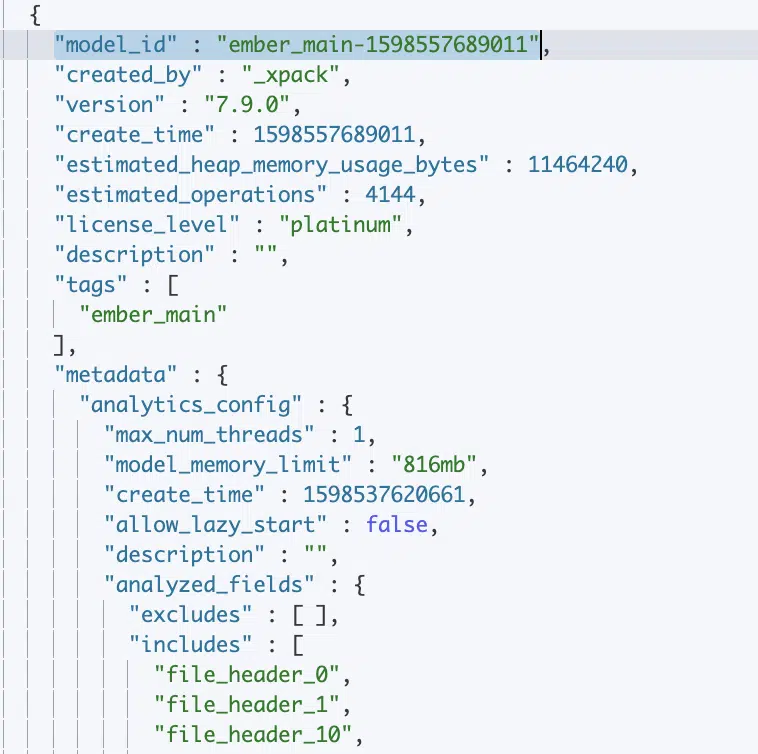 {
"model_id" : "ember_main-1598557689011",
"created_by" : "_xpack",
"version" : "7.9.0",
"create_time" : 1598557689011,
"estimated_heap_memory_usage_bytes" : 11464240,
"estimated_operations" : 4144,
"license_level" : "platinum",
"description" : "",
"tags" : [
"ember_main"
],
"metadata" : {
"analytics_config" : {
"max_num_threads" : 1,
"model_memory_limit" : "816mb",
"create_time" : 1598537620661,
"allow_lazy_start" : false,
"description" : "",
"analyzed_fields" : {
"excludes" : [ ],
"includes" : [
"file_header_0",
"file_header_1",
"file_header_10",